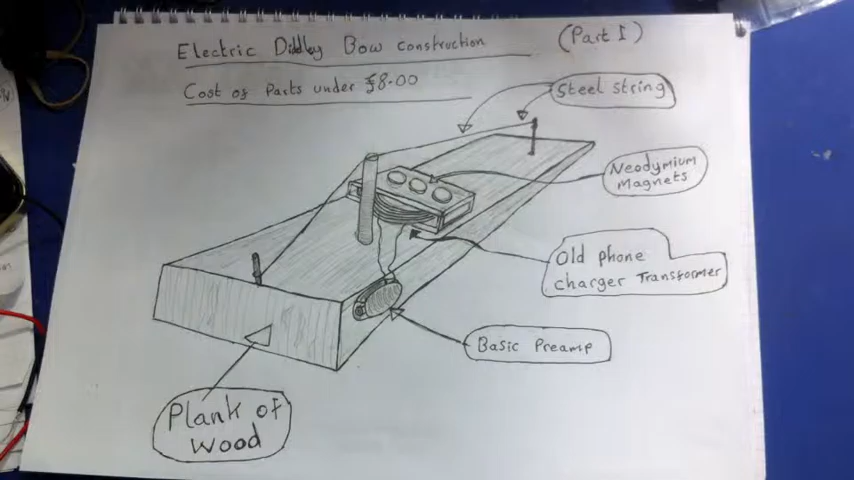 Electric Diddley Bow construction
(Part I)
Cost of Parts under £8.00
Steel string
Neodymium
Magnets
Old phone
charger Transformer
Basic Preamp
Plank of
wood